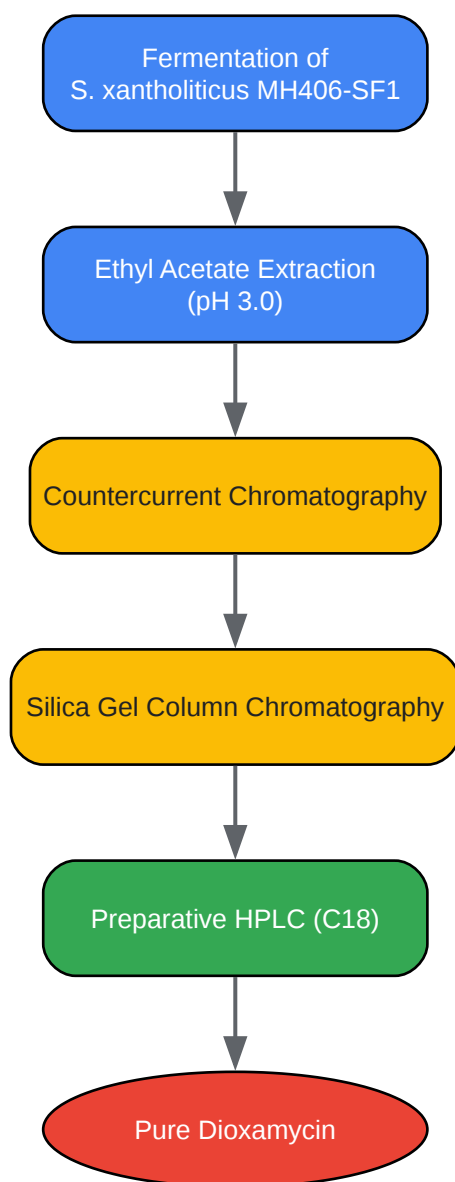 Fermentation of
S. xantholiticus MH406-SF1
Ethyl Acetate Extraction
(pH 3.0)
Countercurrent Chromatography
Silica Gel Column Chromatography
Preparative HPLC (C18)
Pure Dioxamycin